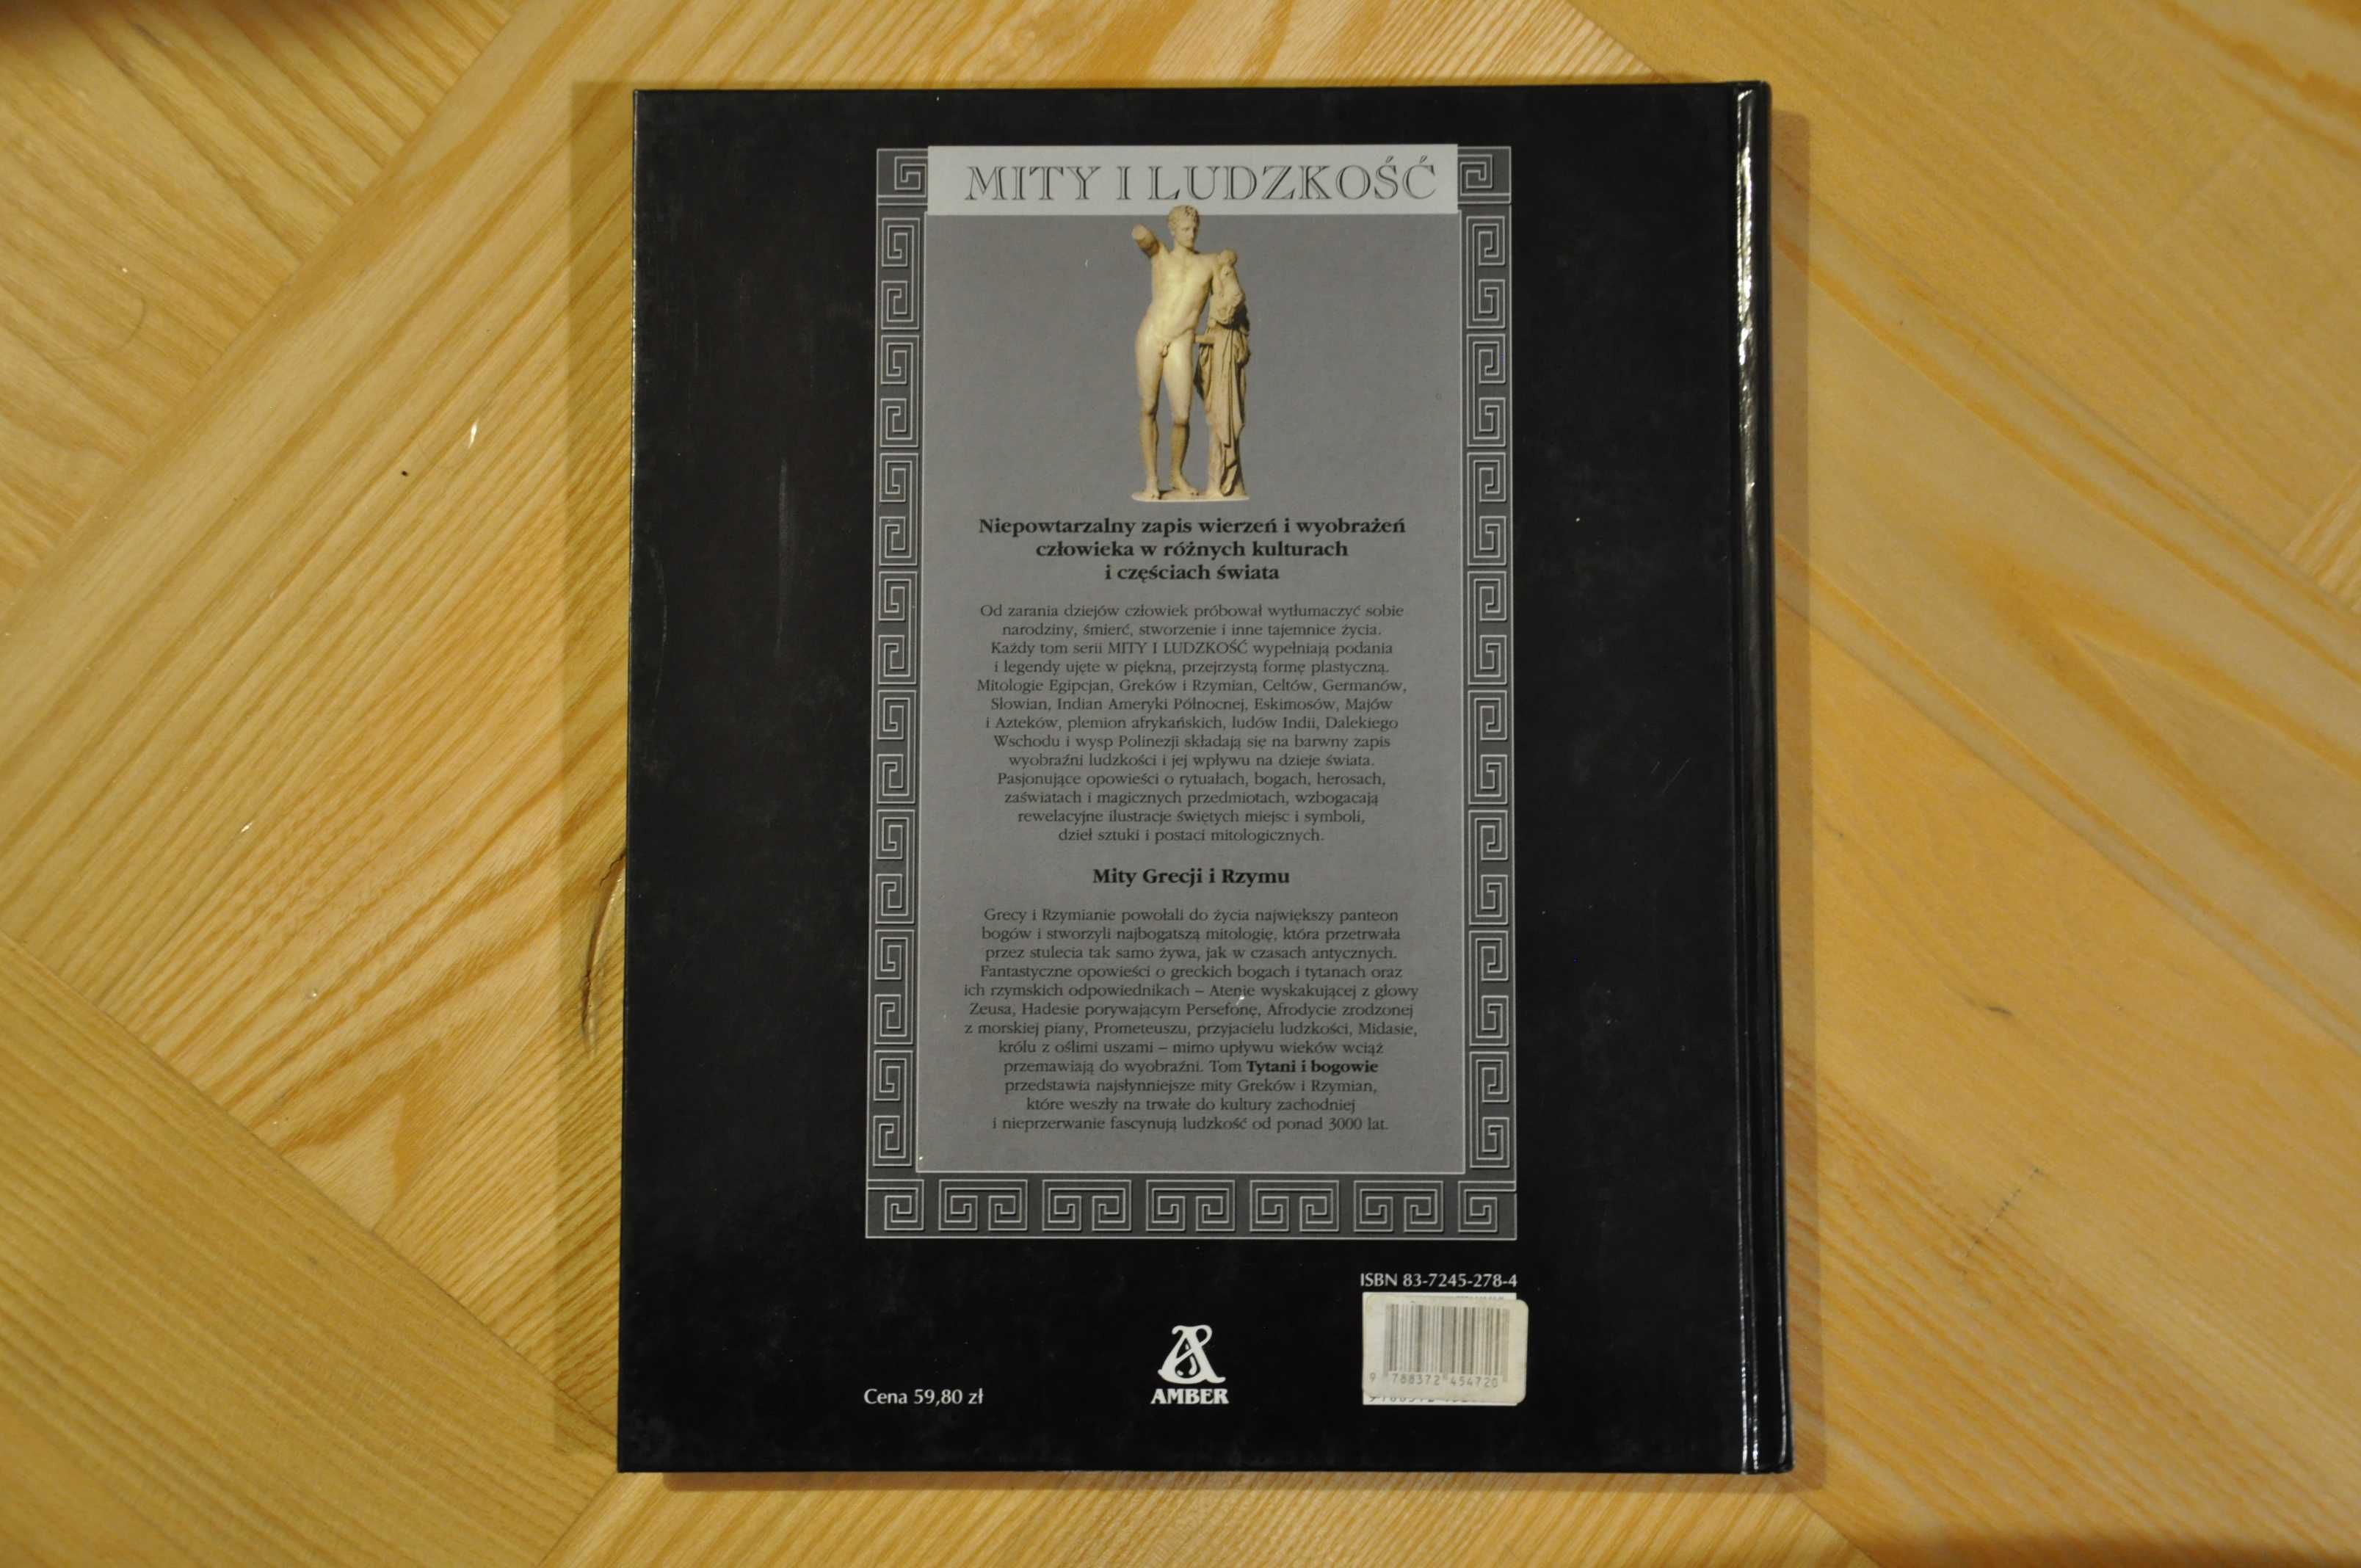 MITY I LUDZKOŚĆ
Niepowtarzalny zapis wierzeń i wyobrażeń
człowieka w różnych kulturach
i częściach świata
Od zarania dziejów człowiek próbował wytłumaczyć sobie
narodziny, śmierć, stworzenie i inne tajemnice życia.
Każdy tom serii MITY I LUDZKOŚĆ wypełniają podania
i legendy ujęte w piękną, przejrzystą formę plastyczną.
Mitologie Egipcjan, Greków i Rzymian, Celtów, Germanów,
Słowian, Indian Ameryki Północnej, Eskimosów, Majów
i Azteków, plemion afrykańskich, ludów Indii, Dalekiego
Wschodu i wysp Polinezji składają się na barwny zapis
wyobraźni ludzkości i jej wpływu na dzieje świata.
Pasjonujące opowieści o rytuałach, bogach, herosach,
zaświatach i magicznych przedmiotach, wzbogacają
rewelacyjne ilustracje świętych miejsc i symboli,
dzieł sztuki i postaci mitologicznych.
Mity Grecji i Rzymu
Grecy i Rzymianie powołali do życia największy panteon
bogów i stworzyli najbogatszą mitologię, która przetrwała
przez stulecia tak samo żywa, jak w czasach antycznych.
Fantastyczne opowieści o greckich bogach i tytanach oraz
ich rzymskich odpowiednikach – Atenie wyskakującej z głowy
Zeusa, Hadesie porywającym Persefonę, Afrodycie zrodzonej
z morskiej piany, Prometeuszu, przyjacielu ludzkości, Midasie,
królu z oślimi uszami – mimo upływu wieków wciąż
przemawiają do wyobraźni. Tom Tytani i bogowie
przedstawia najsłynniejsze mity Greków i Rzymian,
które weszły na trwałe do kultury zachodniej
i nieprzerwanie fascynują ludzkość od ponad 3000 lat.
ISBN 83-7245-278-4
9 788372 454720
AMBER
Cena 59,80 zł